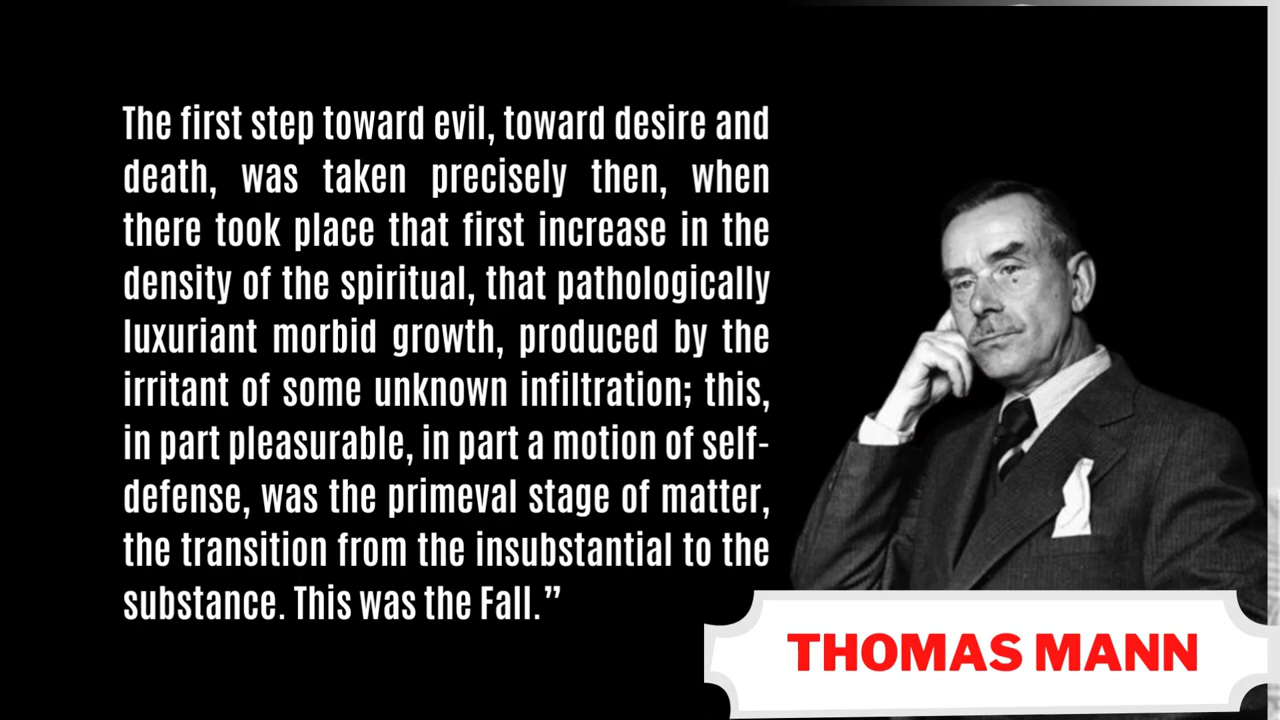 The first step toward evil, toward desire and
death, was taken precisely then, when
there took place that first increase in the
density of the spiritual, that pathologically
luxuriant morbid growth, produced by the
irritant of some unknown infiltration; this,
in part pleasurable, in part a motion of self-
defense, was the primeval stage of matter,
the transition from the insubstantial to the
substance. This was the Fall.”
THOMAS MANN